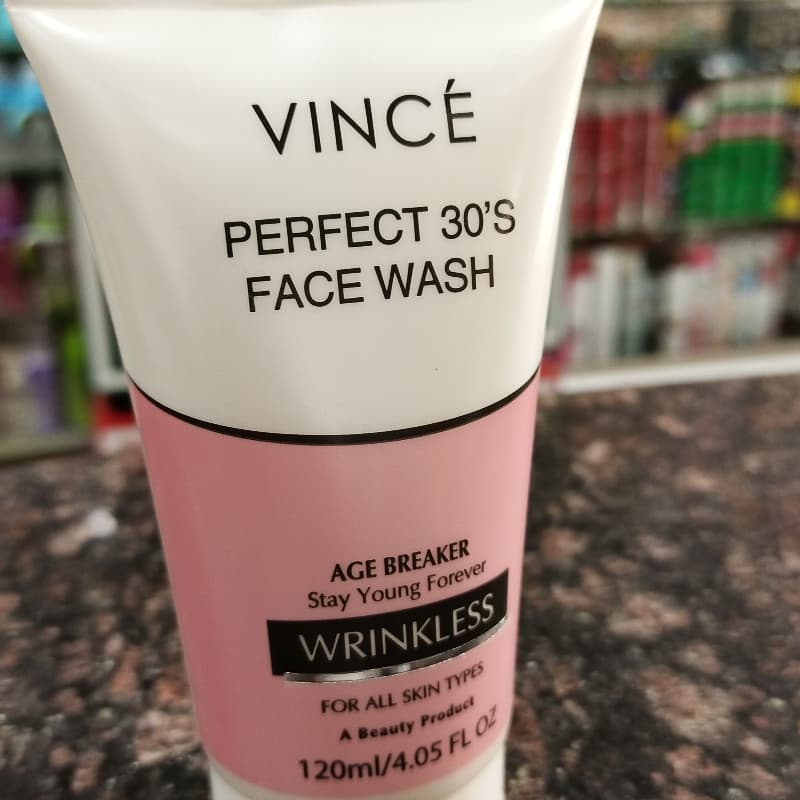 VINCÉ
PERFECT 30'S
FACE WASH
AGE BREAKER
Stay Young Forever
WRINKLESS
FOR ALL SKIN TYPES
A Beauty Product
120ml/4.05 FL OZ